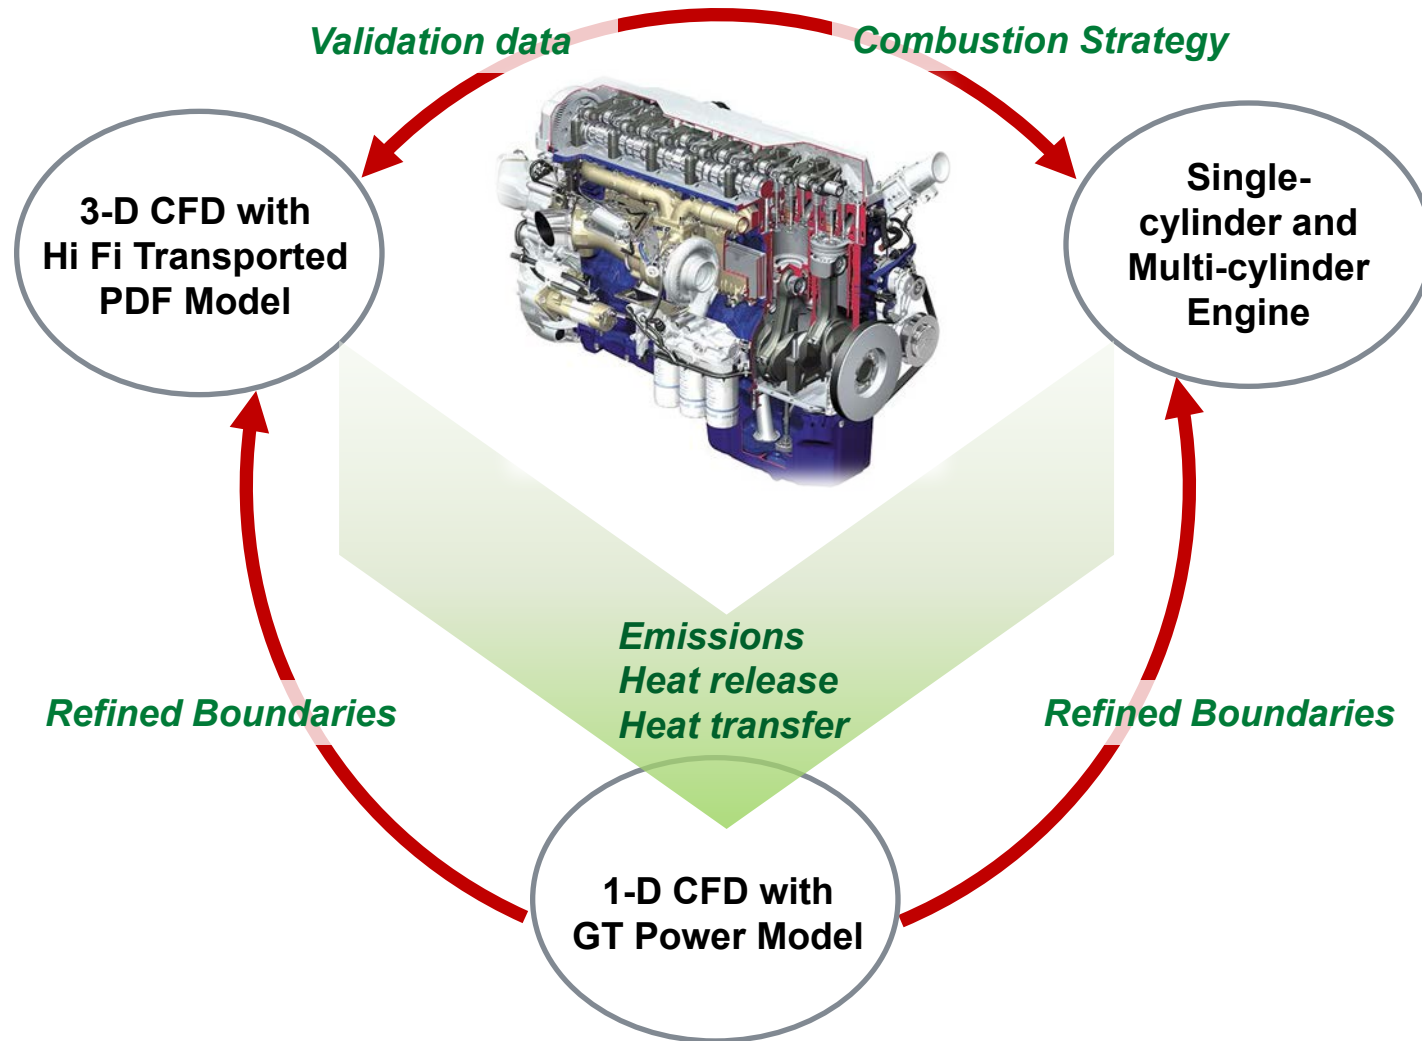 Validation data
Combustion Strategy
3-D CFD with
Hi Fi Transported
PDF Model
Single-
cylinder and
Multi-cylinder
Engine
Emissions
Heat release
Heat transfer
Refined Boundaries
Refined Boundaries
1-D CFD with
GT Power Model